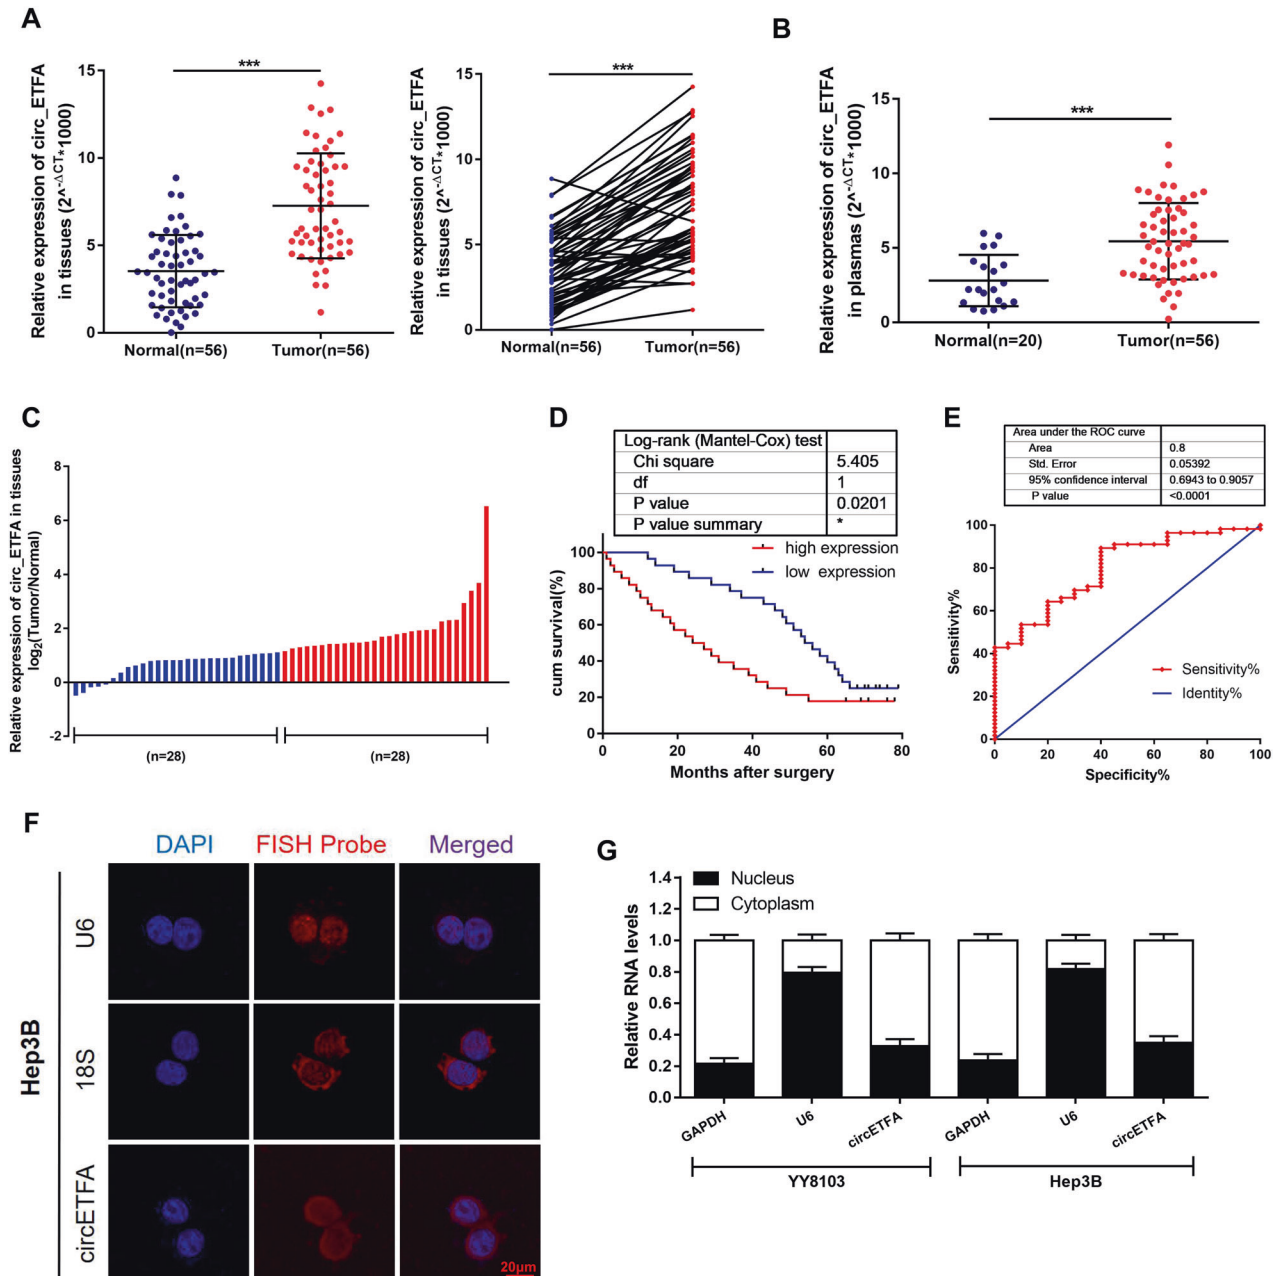 A
Relative expression of circ_ETFA
in tissues (2^-ΔCT*1000)
15
10
5
0
***
Normal(n=56)
Tumor(n=56)
Relative expression of circ_ETFA
in tissues (2^-ΔCT*1000)
15
10
5
0
***
Normal(n=56)
Tumor(n=56)
B
Relative expression of circ_ETFA
in plasmas (2^-ΔCT*1000)
15
10
5
0
***
Normal(n=20)
Tumor(n=56)
C
Relative expression of circ_ETFA in tissues
log2(Tumor/Normal)
8
6
4
2
0
-2
(n=28)
(n=28)
D
Log-rank (Mantel-Cox) test
Chi square 5.405
df 1
P value 0.0201
P value summary *
high expression
low expression
cum survival(%)
100
80
60
40
20
0
0 20 40 60 80
Months after surgery
E
Area under the ROC curve
Area 0.8
Std. Error 0.05392
95% confidence interval 0.6943 to 0.9057
P value <0.0001
Sensitivity%
100
80
60
40
20
0
Sensitivity%
Identity%
0 20 40 60 80 100
Specificity%
F
DAPI FISH Probe Merged
Hep3B
U6
18S
circETFA
20μm
G
Relative RNA levels
1.4
1.2
1.0
0.8
0.6
0.4
0.2
0.0
Nucleus
Cytoplasm
GAPDH U6 circETFA GAPDH U6 circETFA
YY8103 Hep3B